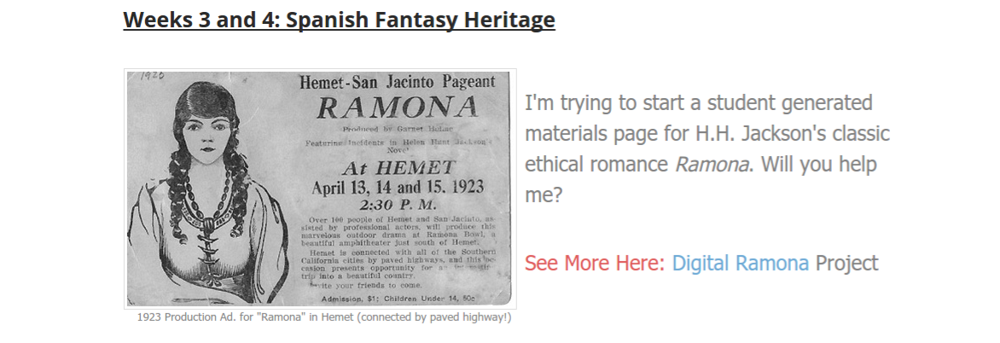 Weeks 3 and 4: Spanish Fantasy Heritage
1923
Hemet-San Jacinto Pageant
RAMONA
Produced by Garnet Holme
Featuring Incidents in Helen Hunt Jackson's
Novel
At HEMET
April 13, 14 and 15. 1923
2:30 P. M.
Over 100 people of Hemet and San Jacinto, as-
sisted by professional actors, will produce this
marvelous outdoor drama at Ramona Bowl, a
beautiful amphitheater just south of Hemet.
Hemet is connected with all of the Southern
California cities by paved highways, and this oc-
casion presents opportunity for an
trip into a beautiful country.
Invite your friends to come.
Admission, $1; Children Under 14, 50c
1923 Production Ad. for "Ramona" in Hemet (connected by paved highway!)
I'm trying to start a student generated
materials page for H.H. Jackson's classic
ethical romance Ramona. Will you help
me?
See More Here: Digital Ramona Project